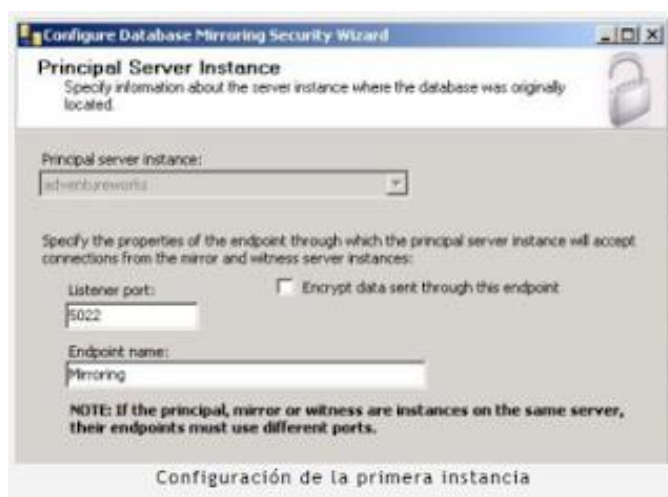 Configure Database Mirroring Security Wizard
Principal Server Instance
Specify information about the server instance where the database was originally
located.
Principal server instance:
adventureworks
Specify the properties of the endpoint through which the principal server instance will accept
connections from the mirror and witness server instances:
Listener port:
Encrypt data sent through this endpoint
5022
Endpoint name:
Mirroring
NOTE: If the principal, mirror or witness are instances on the same server,
their endpoints must use different ports.
Configuración de la primera instancia